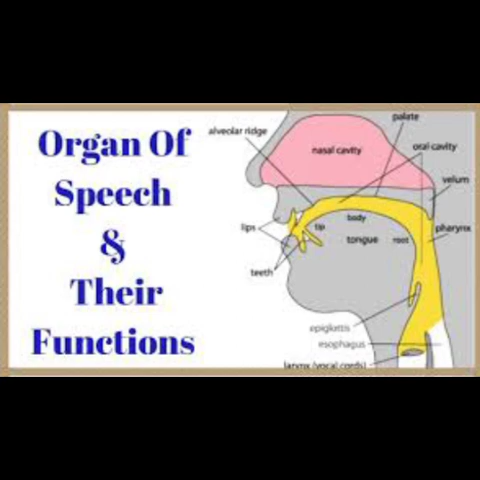 Organ Of
Speech
&
Their
Functions
palate
alveolar ridge
nasal cavity
oral cavity
velum
lips
tip
body
tongue
root
pharynx
teeth
epiglottis
esophagus
larynx (vocal cords)